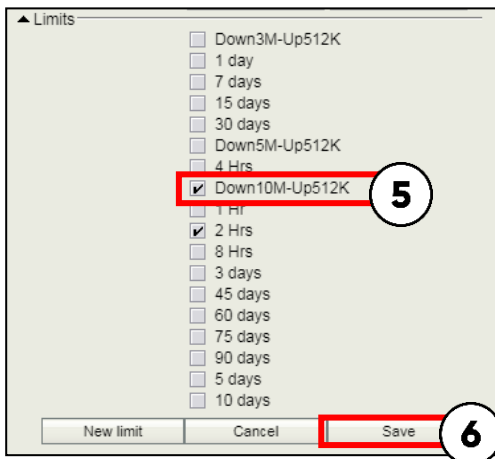 Limits
Down3M-Up512K
1 day
7 days
15 days
30 days
Down5M-Up512K
4 Hrs
Down10M-Up512K
5
1 Hr
2 Hrs
8 Hrs
3 days
45 days
60 days
75 days
90 days
5 days
10 days
New limit Cancel Save
6